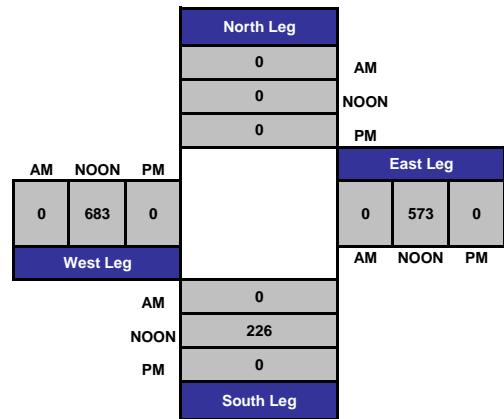 North Leg
0
AM
0
NOON
0
PM
AM NOON PM
East Leg
0 683 0
0 573 0
West Leg
AM NOON PM
AM
0
NOON
226
PM
0
South Leg